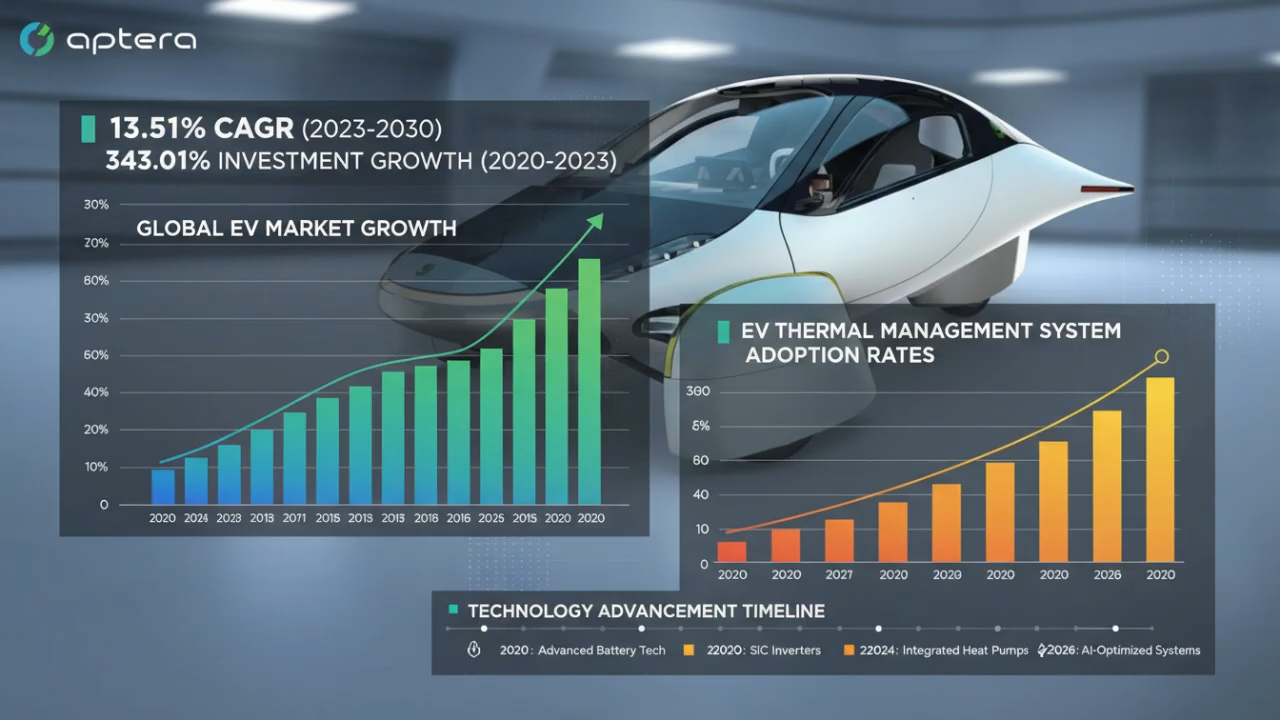 aptera
13.51% CAGR (2023-2030)
343.01% INVESTMENT GROWTH (2020-2023)
GLOBAL EV MARKET GROWTH
30%
70%
80%
30%
60%
40%
20%
10%
0
2020 2024 2023 2013 2071 2015 2013 2013 2018 2016 2025 2015 2020 2020
EV THERMAL MANAGEMENT SYSTEM
ADOPTION RATES
390
5%
80
40
10
0
2020 2020 2027 2020 2020 2020 2020 2026 2020
TECHNOLOGY ADVANCEMENT TIMELINE
2020: Advanced Battery Tech 22020: SIC Inverters 22024: Integrated Heat Pumps 2026: AI-Optimized Systems